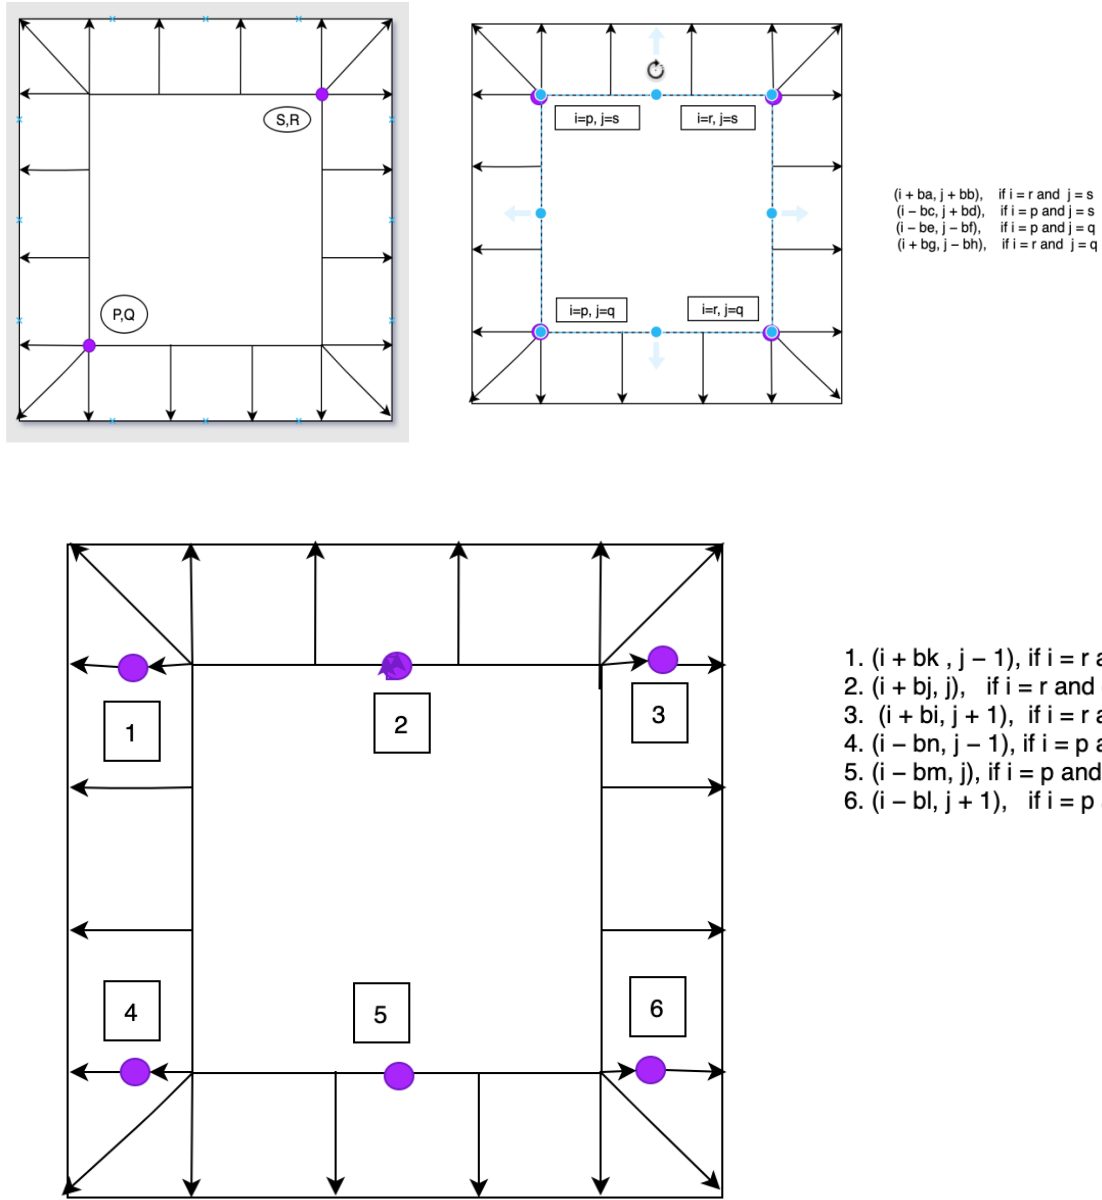 S,R
P,Q
i=p, j=s
i=r, j=s
i=p, j=q
i=r, j=q
(i + ba, j + bb), if i = r and j = s
(i − bc, j + bd), if i = p and j = s
(i − be, j − bf), if i = p and j = q
(i + bg, j − bh), if i = r and j = q
1
2
3
4
5
6
1. (i + bk , j − 1), if i = r a
2. (i + bj, j), if i = r and
3. (i + bi, j + 1), if i = r a
4. (i − bn, j − 1), if i = p a
5. (i − bm, j), if i = p and
6. (i − bl, j + 1), if i = p